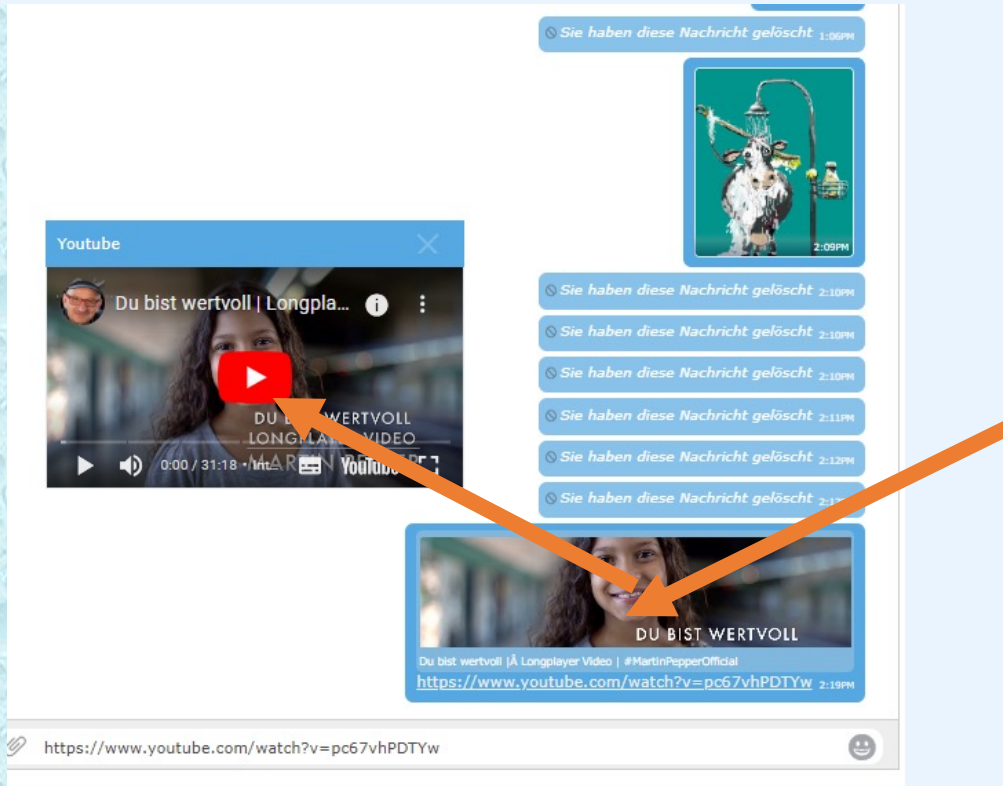 Sie haben diese Nachricht gelöscht 1:06PM
2:09PM
Youtube
Du bist wertvoll | Longpla...
DU BIST WERTVOLL
LONGPLAYER VIDEO
0:00 / 31:18 • Int...
YouTube
Sie haben diese Nachricht gelöscht 2:10PM
Sie haben diese Nachricht gelöscht 2:10PM
Sie haben diese Nachricht gelöscht 2:10PM
Sie haben diese Nachricht gelöscht 2:11PM
Sie haben diese Nachricht gelöscht 2:12PM
Sie haben diese Nachricht gelöscht
DU BIST WERTVOLL
Du bist wertvoll |Â Longplayer Video | #MartinPepperOfficial
https://www.youtube.com/watch?v=pc67vhPDTYw 2:19PM
https://www.youtube.com/watch?v=pc67vhPDTYw